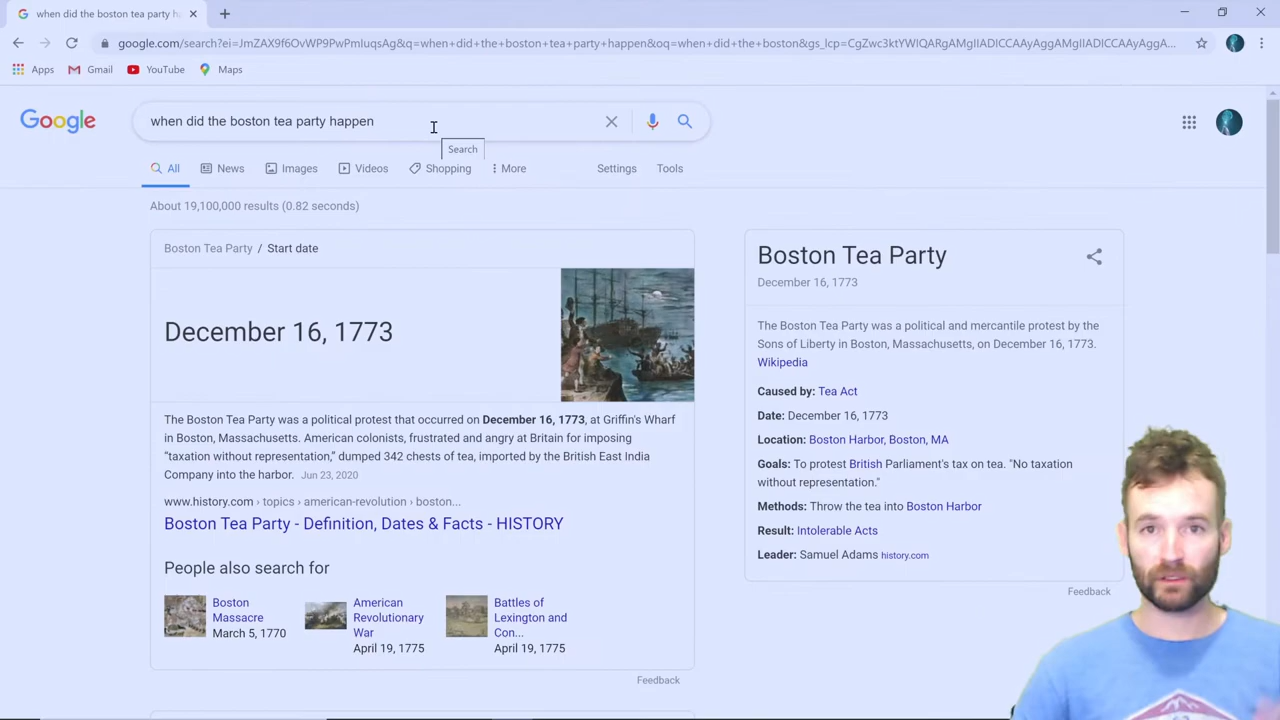 when did the boston tea party h
google.com/search?ei=JmZAX9f6OvWP9PwPmIuqsAg&q=when+did+the+boston+tea+party+happen&oq=when+did+the+boston&gs_lcp=CgZwc3ktYWIQARgAMgIIADICCAAyAggAMgIIADICCAAyAggA...
Apps Gmail YouTube Maps
Google
when did the boston tea party happen
Search
All News Images Videos Shopping More Settings Tools
About 19,100,000 results (0.82 seconds)
Boston Tea Party / Start date
December 16, 1773
The Boston Tea Party was a political protest that occurred on December 16, 1773, at Griffin's Wharf
in Boston, Massachusetts. American colonists, frustrated and angry at Britain for imposing
"taxation without representation," dumped 342 chests of tea, imported by the British East India
Company into the harbor. Jun 23, 2020
www.history.com › topics › american-revolution › boston...
Boston Tea Party - Definition, Dates & Facts - HISTORY
People also search for
Boston
Massacre
March 5, 1770
American
Revolutionary
War
April 19, 1775
Battles of
Lexington and
Con...
April 19, 1775
Feedback
Boston Tea Party
December 16, 1773
The Boston Tea Party was a political and mercantile protest by the
Sons of Liberty in Boston, Massachusetts, on December 16, 1773.
Wikipedia
Caused by: Tea Act
Date: December 16, 1773
Location: Boston Harbor, Boston, MA
Goals: To protest British Parliament's tax on tea. "No taxation
without representation."
Methods: Throw the tea into Boston Harbor
Result: Intolerable Acts
Leader: Samuel Adams history.com
Feedback